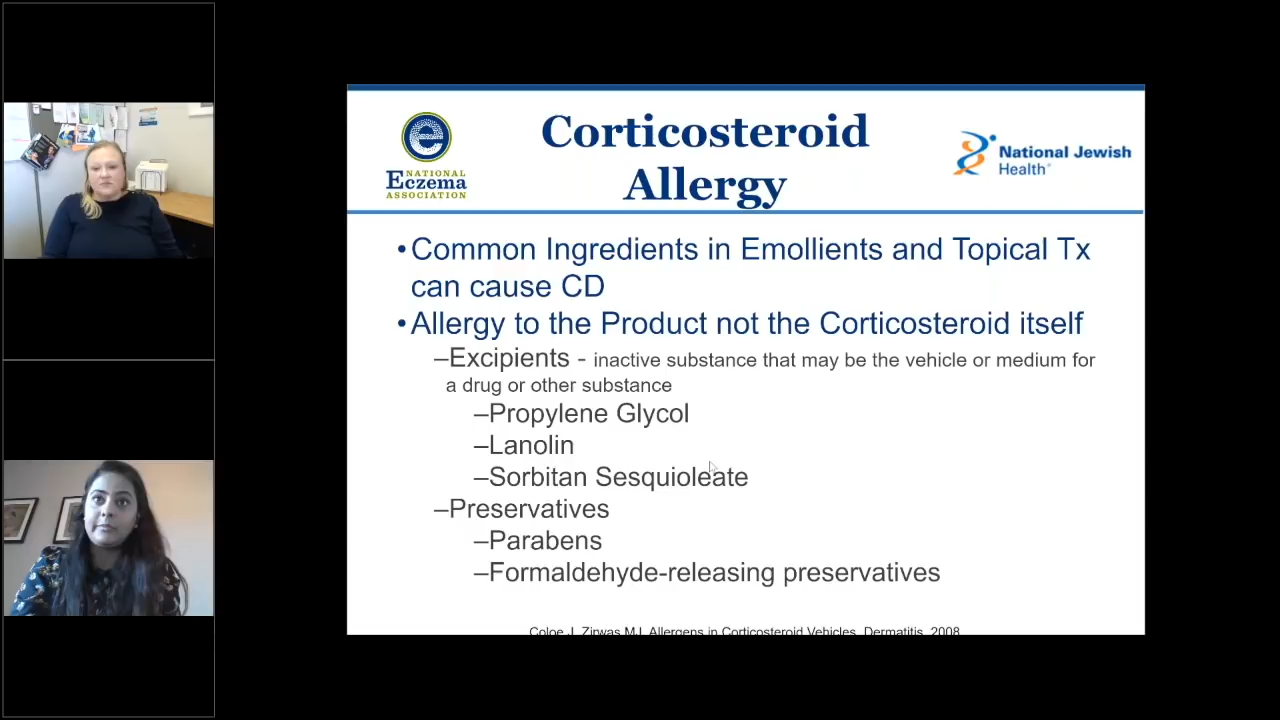 NATIONAL
Eczema
ASSOCIATION
Corticosteroid
Allergy
National Jewish
Health®
•Common Ingredients in Emollients and Topical Tx
can cause CD
•Allergy to the Product not the Corticosteroid itself
–Excipients - inactive substance that may be the vehicle or medium for
a drug or other substance
–Propylene Glycol
–Lanolin
–Sorbitan Sesquioleate
–Preservatives
–Parabens
–Formaldehyde-releasing preservatives
Coloe J, Zirwas MJ. Allergens in Corticosteroid Vehicles. Dermatitis. 2008